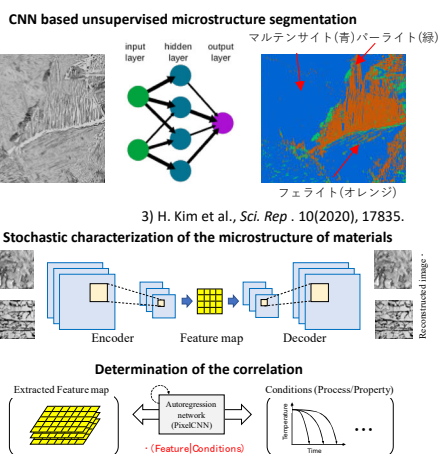 CNN based unsupervised microstructure segmentation
マルテンサイト(青)パーライト(緑)
input layer
hidden layer
output layer
フェライト(オレンジ)
3) H. Kim et al., Sci. Rep . 10(2020), 17835.
Stochastic characterization of the microstructure of materials
Encoder
Feature map
Decoder
Reconstructed image
Determination of the correlation
Extracted Feature map
Autoregression
network
(PixelCNN)
Conditions (Process/Property)
Temperature
Time
...
・(Feature|Conditions)